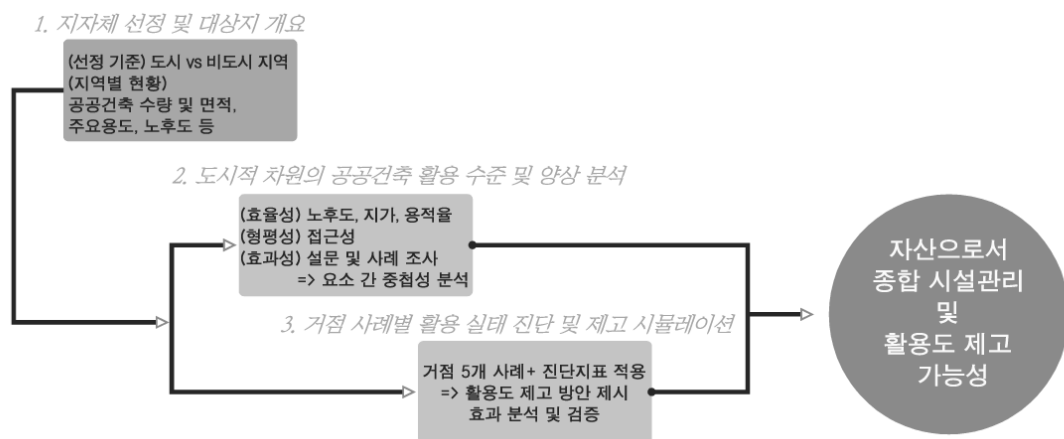 1. 지자체 선정 및 대상지 개요
(선정 기준) 도시 vs 비도시 지역
(지역별 현황)
공공건축 수량 및 면적,
주요용도, 노후도 등
2. 도시적 차원의 공공건축 활용 수준 및 양상 분석
(효율성) 노후도, 지가, 용적율
(형평성) 접근성
(효과성) 설문 및 사례 조사
=> 요소 간 중첩성 분석
3. 거점 사례별 활용 실태 진단 및 제고 시뮬레이션
거점 5개 사례+ 진단지표 적용
=> 활용도 제고 방안 제시
효과 분석 및 검증
자산으로서
종합 시설관리
및
활용도 제고
가능성